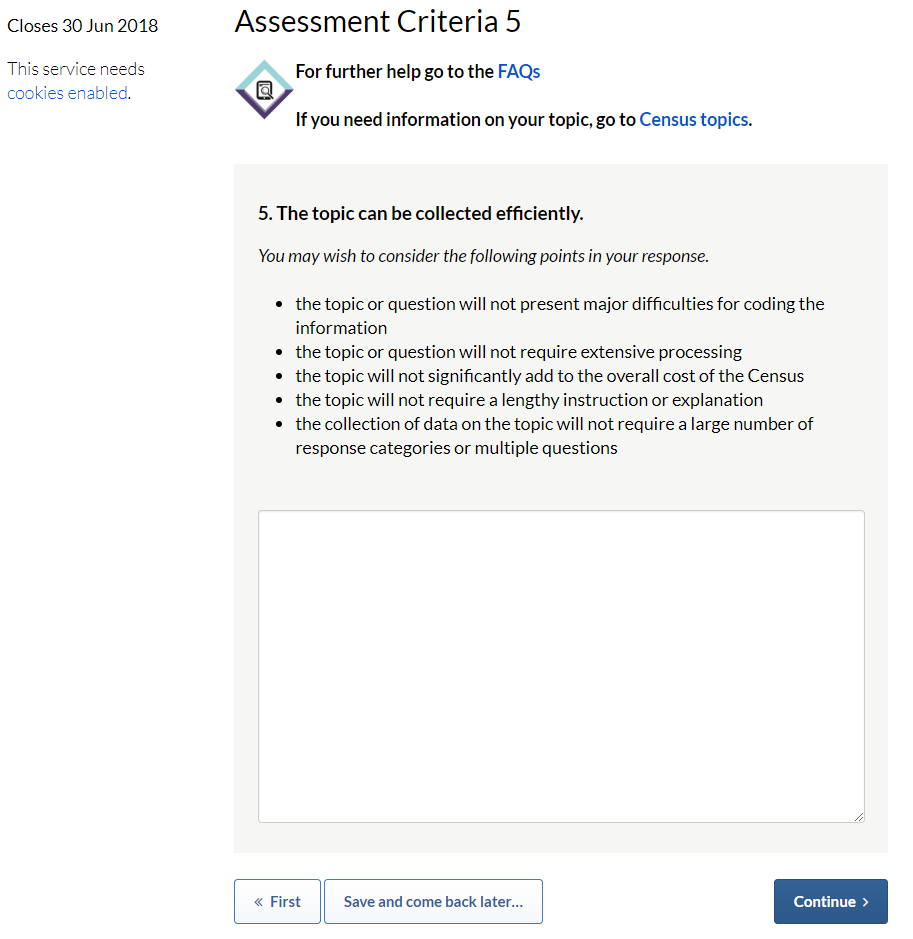 Closes 30 Jun 2018
This service needs
cookies enabled.
Assessment Criteria 5
For further help go to the FAQs
If you need information on your topic, go to Census topics.
5. The topic can be collected efficiently.
You may wish to consider the following points in your response.
• the topic or question will not present major difficulties for coding the
information
• the topic or question will not require extensive processing
• the topic will not significantly add to the overall cost of the Census
• the topic will not require a lengthy instruction or explanation
• the collection of data on the topic will not require a large number of
response categories or multiple questions
« First
Save and come back later...
Continue ›